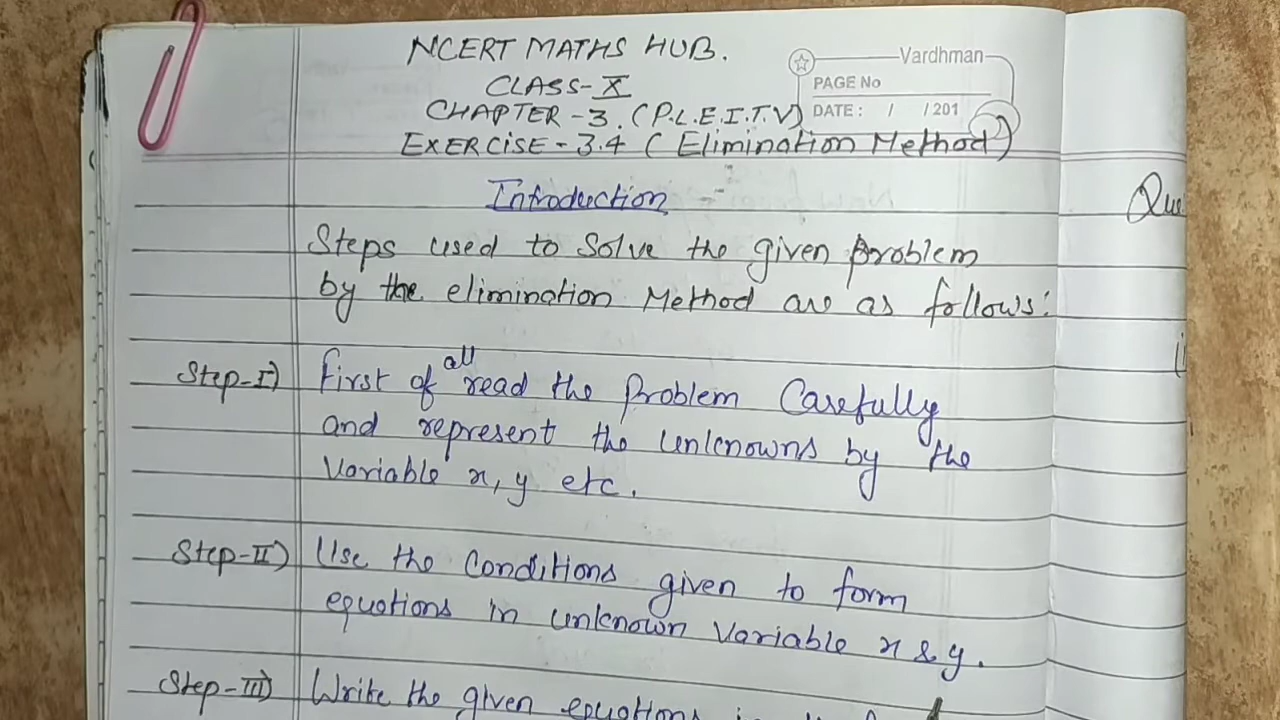 NCERT MATHS HUB.
CLASS-X
CHAPTER-3. (P.L.E.I.T.V)
EXERCISE-3.4 (Elimination Method)
Vardhman
PAGE No
DATE: / /201
Introduction
Steps used to Solve the given problem
by the elimination Method are as follows:
Step-I) First of all read the Problem Carefully
and represent the unknowns by the
Variable x, y etc.
Step-II) Use the Conditions given to form
equations in unknown Variable x & y.
Step-III) Write the given equations in
Que